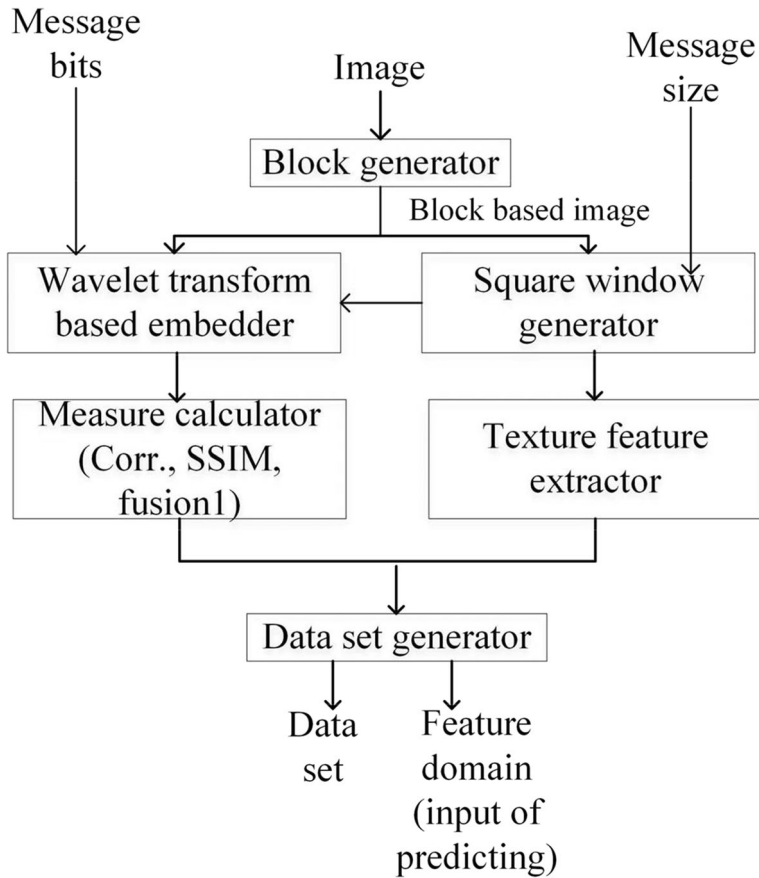 Message
bits
Image
Message
size
Block generator
Block based image
Wavelet transform
based embedder
Square window
generator
Measure calculator
(Corr., SSIM,
fusion1)
Texture feature
extractor
Data set generator
Data
set
Feature
domain
(input of
predicting)